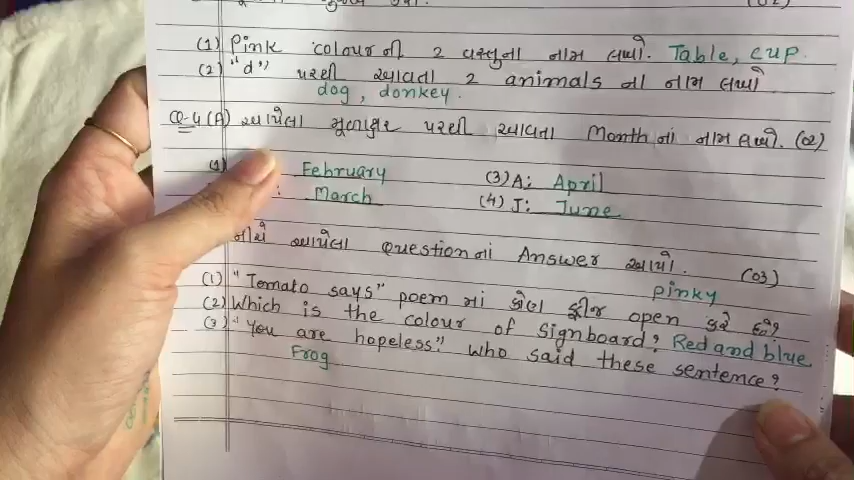 (1) Pink colour ની 2 વસ્તુના નામ લખો. Table, cup.
(2) "d" પરથી આવતા 2 animals ના નામ લખો
dog, donkey.
Q-4 (A) આપેલા મૂળાક્ષર પરથી આવતા Month નાં નામ લખો. (૦૨)
(1) February (3) A: April
: March (4) J: June
નીચે આપેલા Question નાં Answer આપો. (03)
pinky
(1) "Tomato says" poem માં કોણ ફ્રીજ open કરે છે?
(2) Which is the colour of signboard? Red and blue
(3) "You are hopeless". Who said these sentence?
Frog